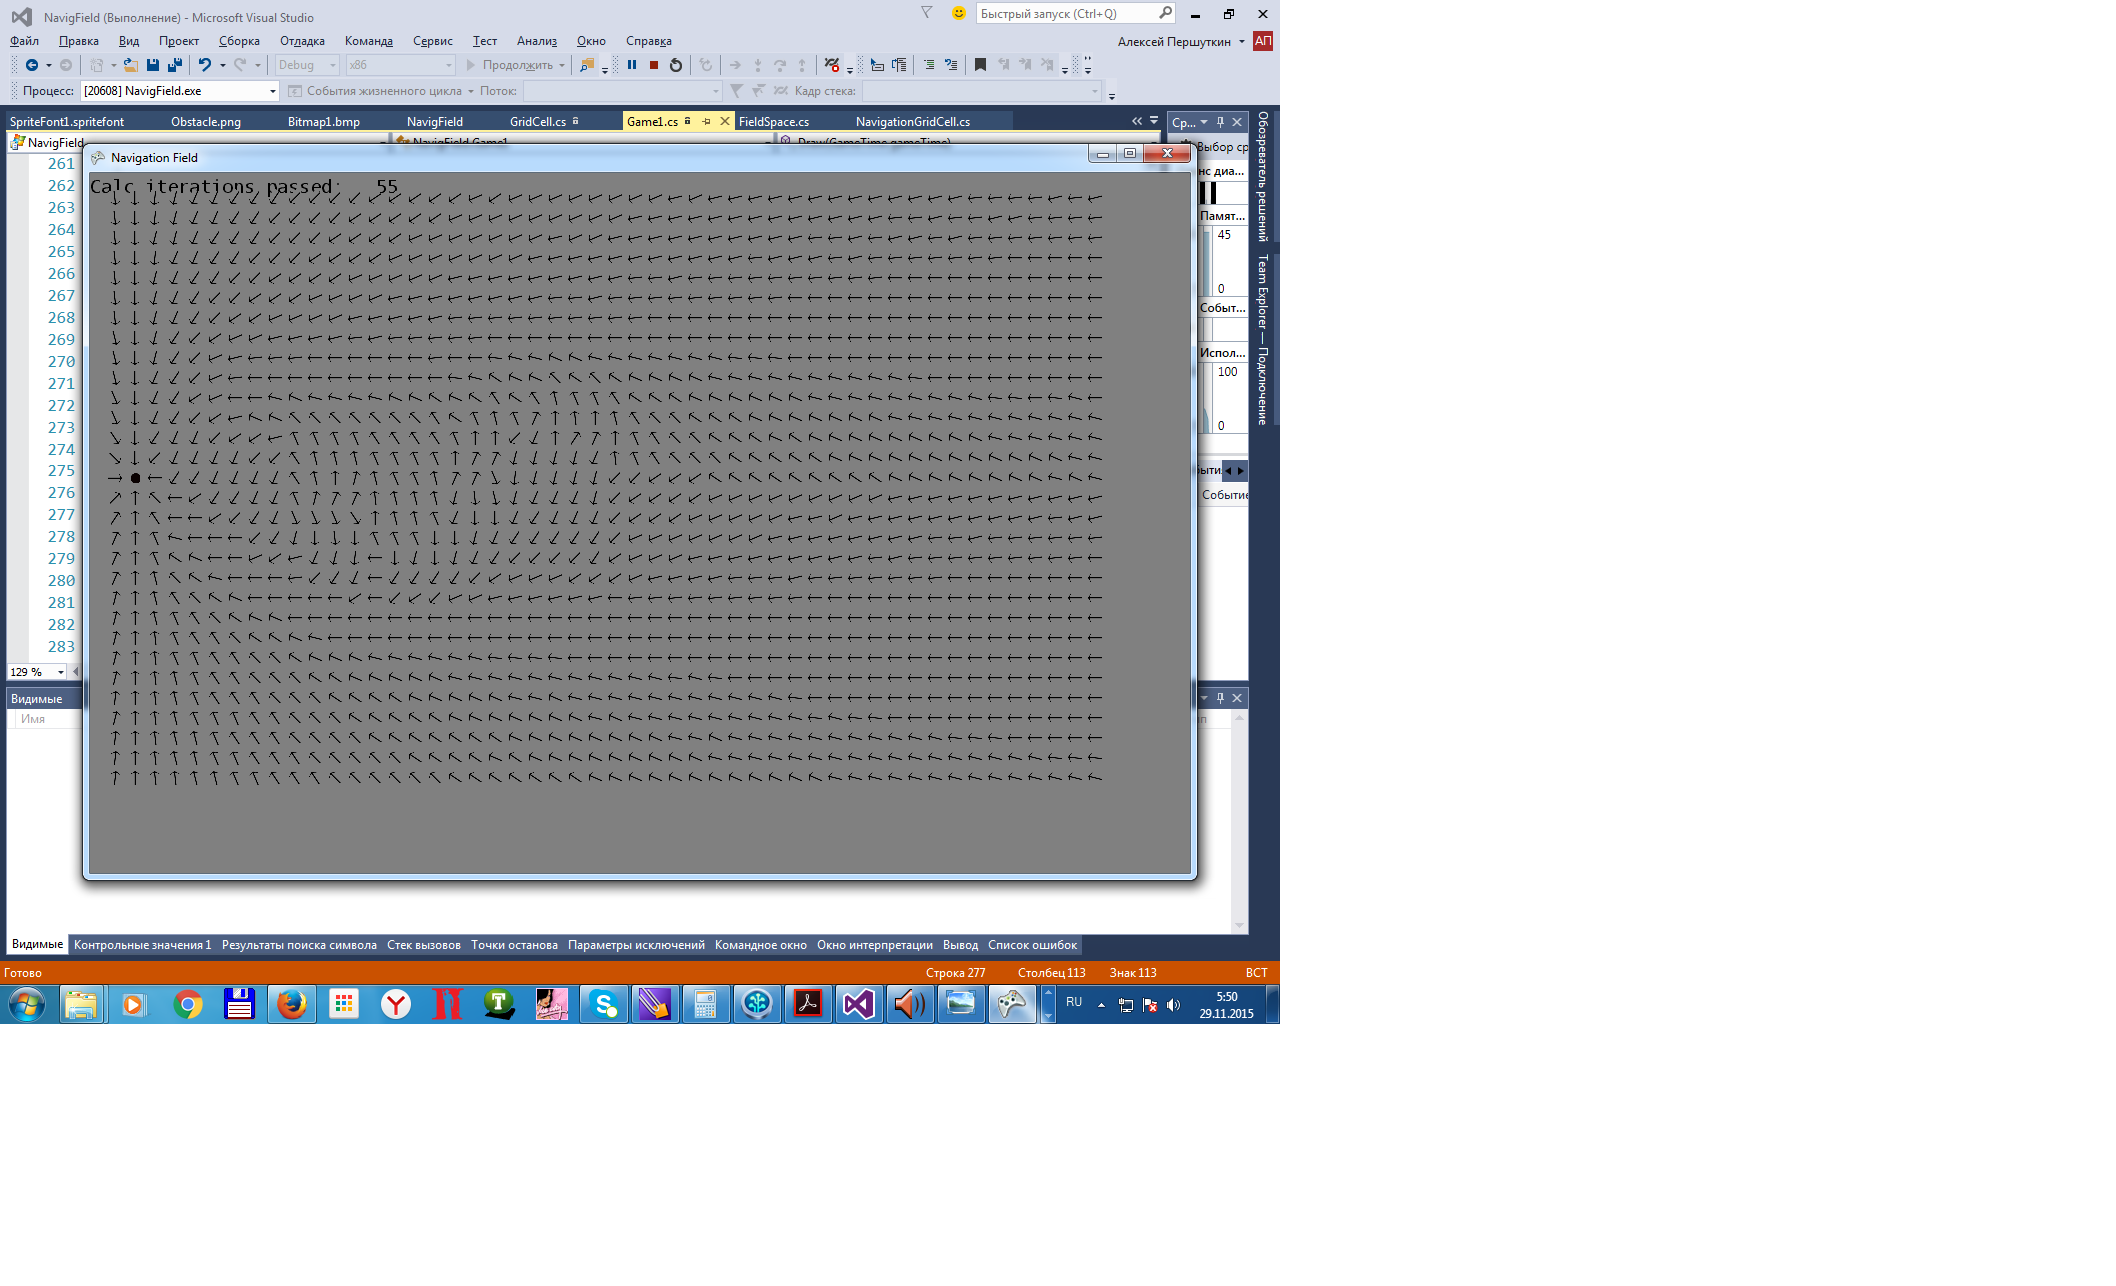 NavigField (Выполнение) - Microsoft Visual Studio
Быстрый запуск (Ctrl+Q)
Файл Правка Вид Проект Сборка Отладка Команда Сервис Тест Анализ Окно Справка
Алексей Першуткин АП
Debug x86 Продолжить
Процесс: [20608] NavigField.exe События жизненного цикла Поток: Кадр стека:
SpriteFont1.spritefont Obstacle.png Bitmap1.bmp NavigField GridCell.cs Game1.cs FieldSpace.cs NavigationGridCell.cs
Ср...
NavigField NavigField.Game1 Draw(GameTime gameTime)
Выбор ср
Navigation Field
Calc iterations passed: 55
261
262
263
264
265
266
267
268
269
270
271
272
273
274
275
276
277
278
279
280
281
282
283
нс диа...
Памят...
45
0
Событ...
Испол...
100
0
быти
Событие
Обозреватель решений
Team Explorer — Подключение
129 %
Видимые
Имя
п
Видимые Контрольные значения 1 Результаты поиска символа Стек вызовов Точки останова Параметры исключений Командное окно Окно интерпретации Вывод Список ошибок
Готово Строка 277 Столбец 113 Знак 113 ВСТ
RU
5:50
29.11.2015